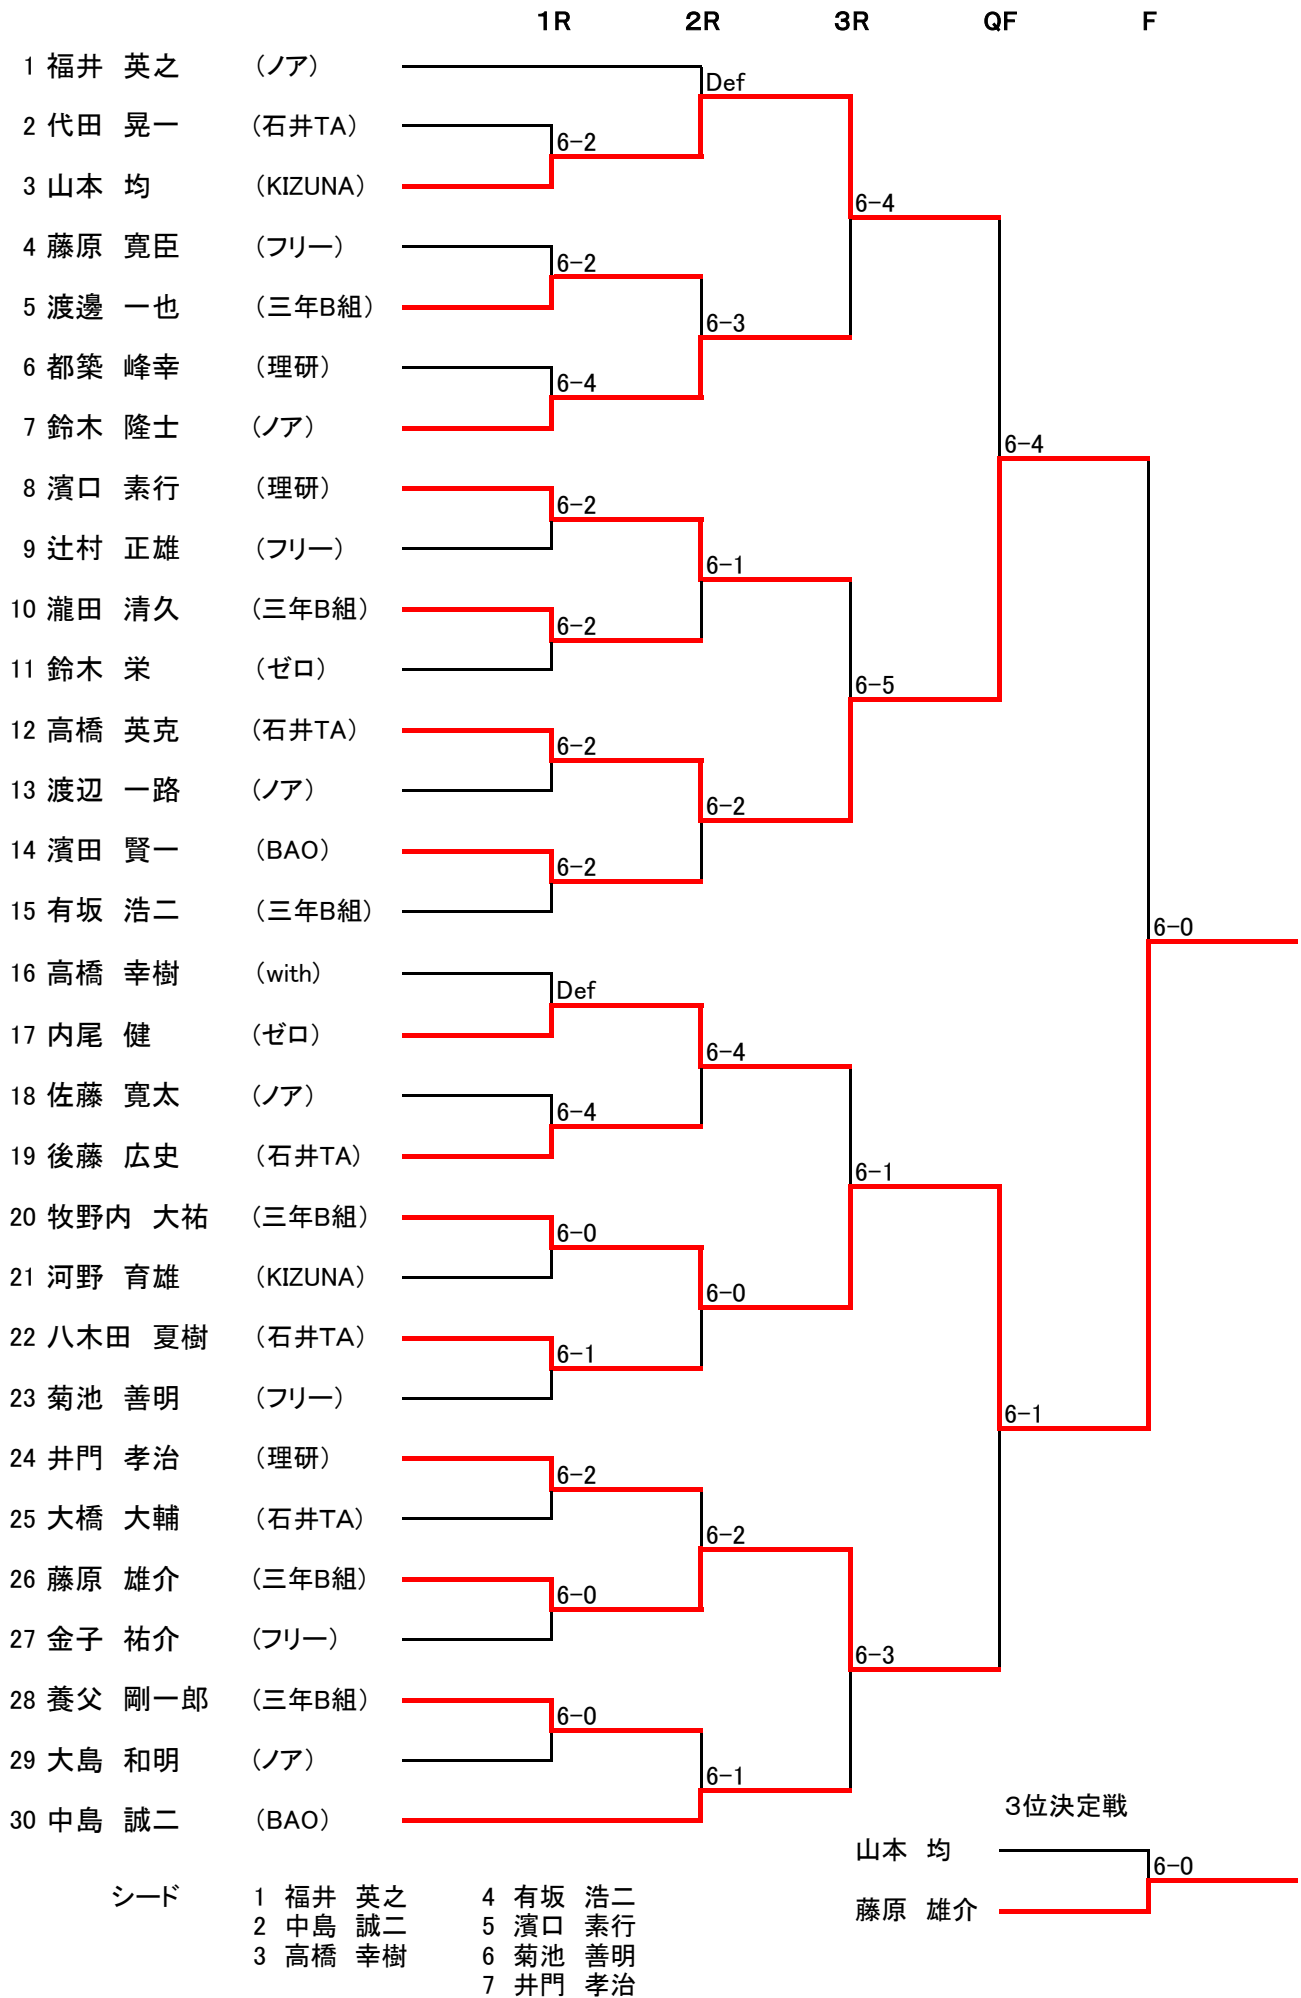 1R 2R 3R QF F
1 福井 英之 (ノア)
Def
2 代田 晃一 (石井TA)
6-2
3 山本 均 (KIZUNA)
6-4
4 藤原 寛臣 (フリー)
6-2
5 渡邊 一也 (三年B組)
6-3
6 都築 峰幸 (理研)
6-4
7 鈴木 隆士 (ノア)
6-4
8 濱口 素行 (理研)
6-2
9 辻村 正雄 (フリー)
6-1
10 瀧田 清久 (三年B組)
6-2
11 鈴木 栄 (ゼロ)
6-5
12 高橋 英克 (石井TA)
6-2
13 渡辺 一路 (ノア)
6-2
14 濱田 賢一 (BAO)
6-2
15 有坂 浩二 (三年B組)
6-0
16 高橋 幸樹 (with)
Def
17 内尾 健 (ゼロ)
6-4
18 佐藤 寛太 (ノア)
6-4
19 後藤 広史 (石井TA)
6-1
20 牧野内 大祐 (三年B組)
6-0
21 河野 育雄 (KIZUNA)
6-0
22 八木田 夏樹 (石井TA)
6-1
23 菊池 善明 (フリー)
6-1
24 井門 孝治 (理研)
6-2
25 大橋 大輔 (石井TA)
6-2
26 藤原 雄介 (三年B組)
6-0
27 金子 祐介 (フリー)
6-3
28 養父 剛一郎 (三年B組)
6-0
29 大島 和明 (ノア)
6-1
30 中島 誠二 (BAO)
3位決定戦
山本 均
6-0
藤原 雄介
シード 1 福井 英之 4 有坂 浩二
2 中島 誠二 5 濱口 素行
3 高橋 幸樹 6 菊池 善明
7 井門 孝治